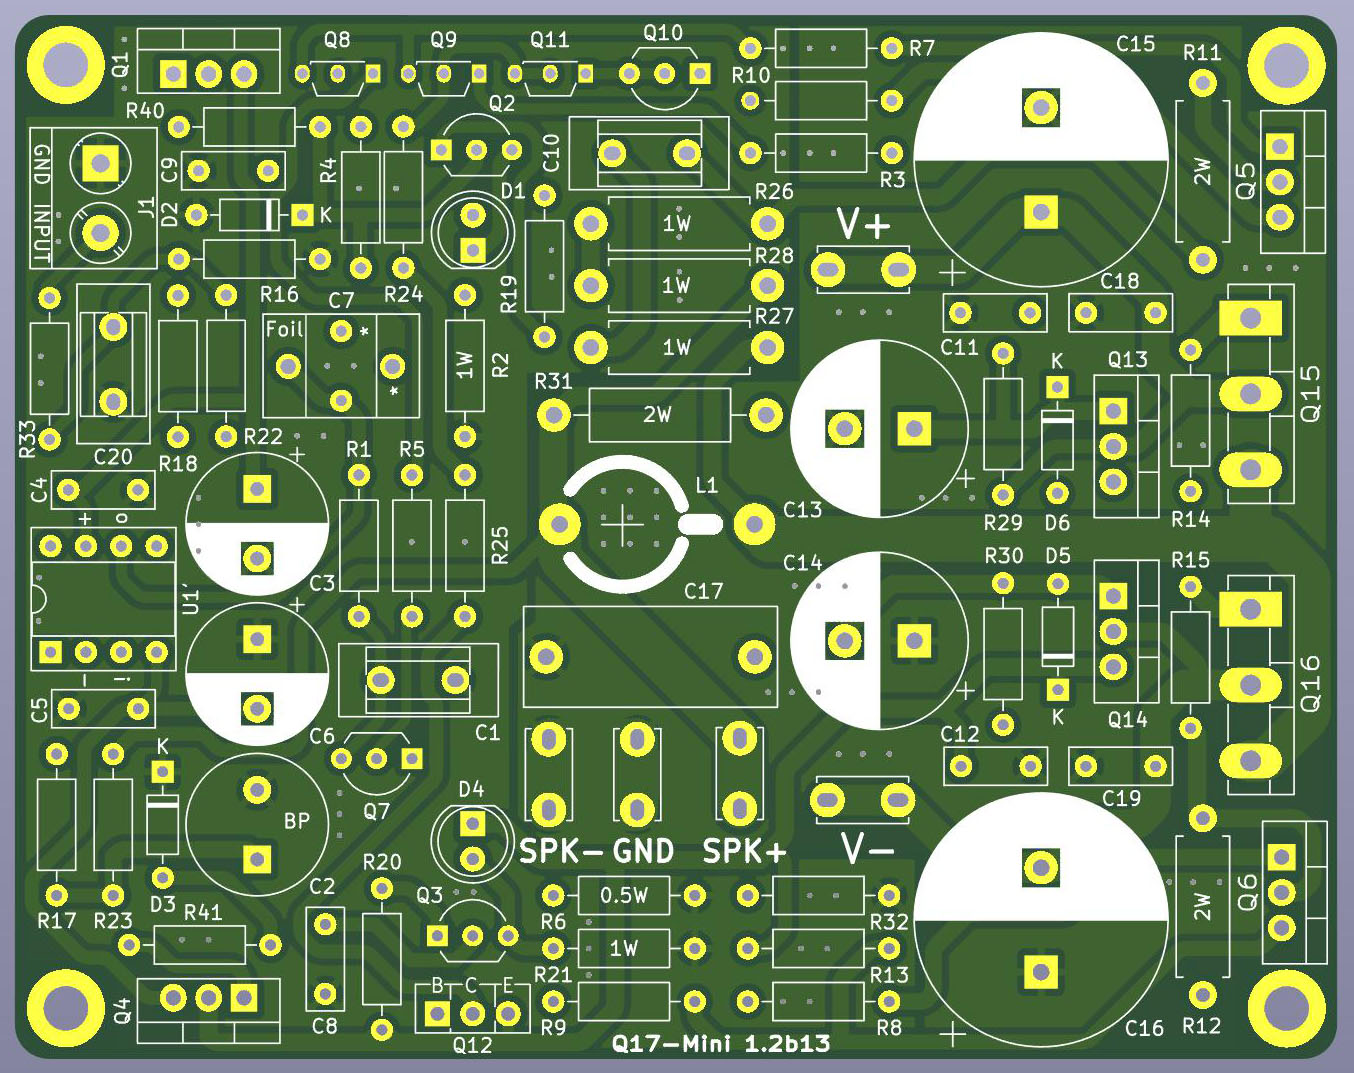 Q1
Q8
Q9
Q11
Q10
R7
C15
R11
R10
R40
Q2
GND INPUT
J1
C9
D2
K
R4
D1
C10
R3
R26
1W
2W
Q5
V+
R28
1W
R19
R16
C7
R24
Foil
*
*
R27
1W
1W
R2
C18
C11
K
Q13
Q15
R31
2W
R33
C20
R18
R22
+
R1
R5
L1
C13
+
R29
D6
R14
C4
+
o
U1'
C3
+
R25
C14
R30
D5
R15
C17
- !
C5
C6
C1
+
K
Q14
Q16
C12
C19
K
Q7
D4
BP
SPK-
GND
SPK+
V-
R17
R23
D3
C2
R20
Q3
R6
0.5W
R32
2W
Q6
R41
R21
1W
R13
Q4
C8
B C E
Q12
R9
R8
+
C16
R12
Q17-Mini 1.2b13